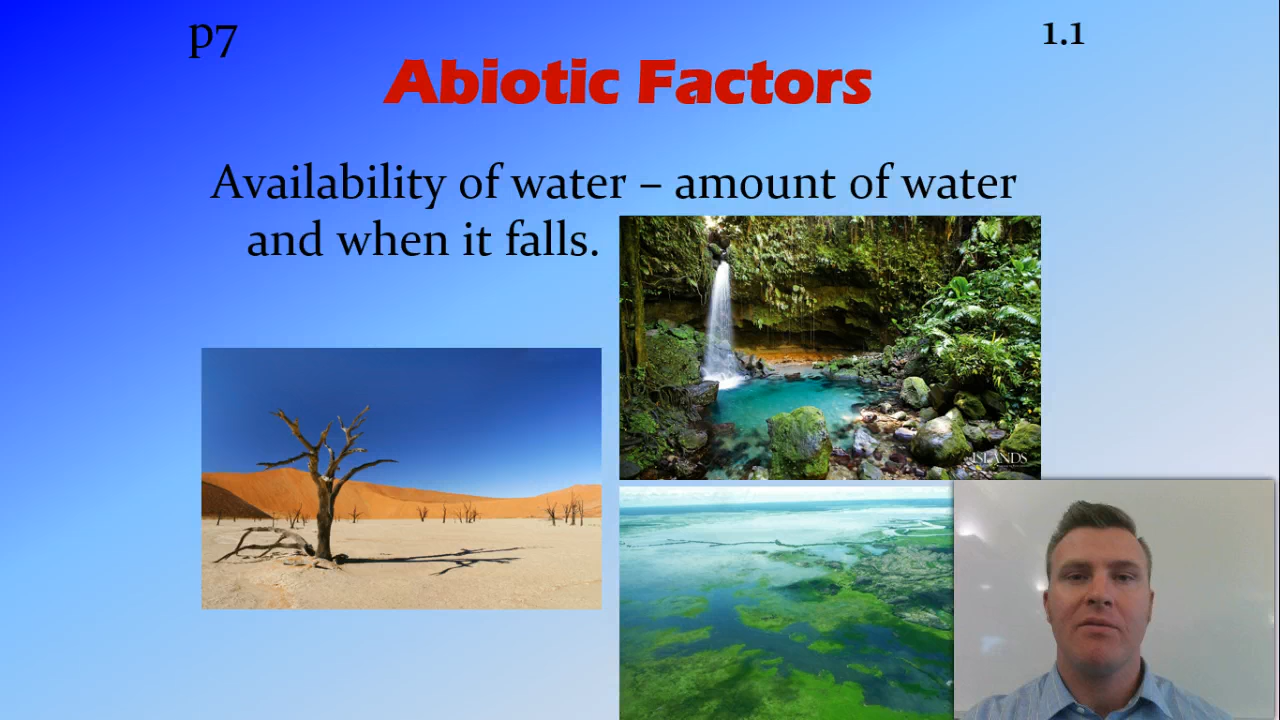 p7
1.1
Abiotic Factors
Availability of water – amount of water
and when it falls.
ISLANDS